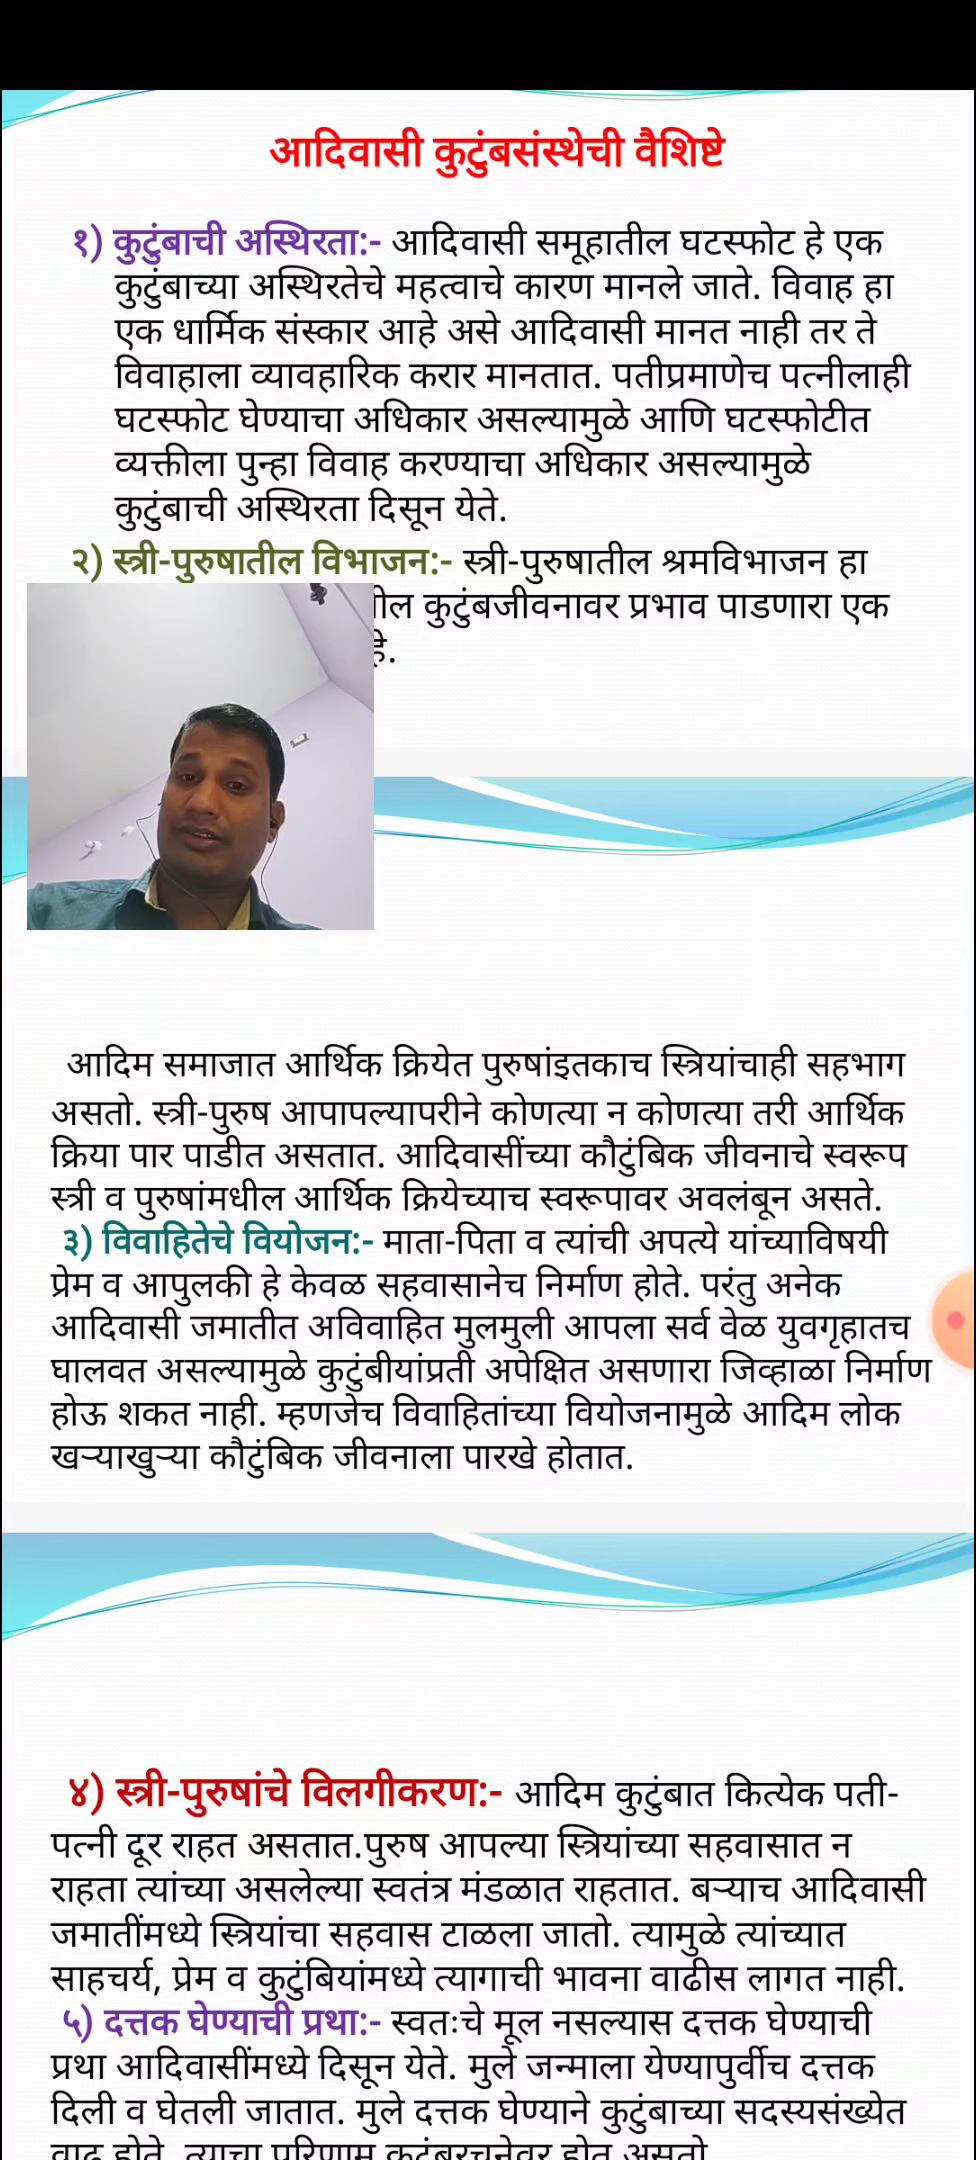 आदिवासी कुटुंबसंस्थेची वैशिष्टे
१) कुटुंबाची अस्थिरता:- आदिवासी समूहातील घटस्फोट हे एक
कुटुंबाच्या अस्थिरतेचे महत्वाचे कारण मानले जाते. विवाह हा
एक धार्मिक संस्कार आहे असे आदिवासी मानत नाही तर ते
विवाहाला व्यावहारिक करार मानतात. पतीप्रमाणेच पत्नीलाही
घटस्फोट घेण्याचा अधिकार असल्यामुळे आणि घटस्फोटीत
व्यक्तीला पुन्हा विवाह करण्याचा अधिकार असल्यामुळे
कुटुंबाची अस्थिरता दिसून येते.
२) स्त्री-पुरुषातील विभाजन:- स्त्री-पुरुषातील श्रमविभाजन हा
कुटुंबजीवनावर प्रभाव पाडणारा एक
आदिम समाजात आर्थिक क्रियेत पुरुषांइतकाच स्त्रियांचाही सहभाग
असतो. स्त्री-पुरुष आपापल्यापरीने कोणत्या न कोणत्या तरी आर्थिक
क्रिया पार पाडीत असतात. आदिवासींच्या कौटुंबिक जीवनाचे स्वरूप
स्त्री व पुरुषांमधील आर्थिक क्रियेच्याच स्वरूपावर अवलंबून असते.
३) विवाहितेचे वियोजन:- माता-पिता व त्यांची अपत्ये यांच्याविषयी
प्रेम व आपुलकी हे केवळ सहवासानेच निर्माण होते. परंतु अनेक
आदिवासी जमातीत अविवाहित मुलमुली आपला सर्व वेळ युवगृहातच
घालवत असल्यामुळे कुटुंबीयांप्रती अपेक्षित असणारा जिव्हाळा निर्माण
होऊ शकत नाही. म्हणजेच विवाहितांच्या वियोजनामुळे आदिम लोक
खऱ्याखुऱ्या कौटुंबिक जीवनाला पारखे होतात.
४) स्त्री-पुरुषांचे विलगीकरण:- आदिम कुटुंबात कित्येक पती-
पत्नी दूर राहत असतात.पुरुष आपल्या स्त्रियांच्या सहवासात न
राहता त्यांच्या असलेल्या स्वतंत्र मंडळात राहतात. बऱ्याच आदिवासी
जमातींमध्ये स्त्रियांचा सहवास टाळला जातो. त्यामुळे त्यांच्यात
साहचर्य, प्रेम व कुटुंबियांमध्ये त्यागाची भावना वाढीस लागत नाही.
५) दत्तक घेण्याची प्रथा:- स्वतःचे मूल नसल्यास दत्तक घेण्याची
प्रथा आदिवासींमध्ये दिसून येते. मुले जन्माला येण्यापुर्वीच दत्तक
दिली व घेतली जातात. मुले दत्तक घेण्याने कुटुंबाच्या सदस्यसंख्येत
वाढ होते. त्याचा परिणाम कुटुंबरचनेवर होत असतो.